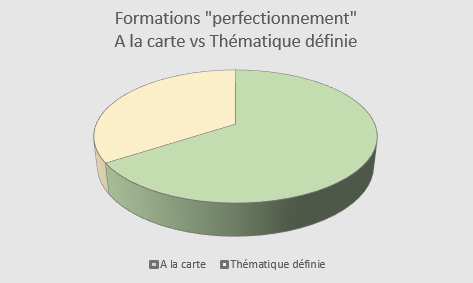 Formations "perfectionnement"
A la carte vs Thématique définie
A la carte Thématique définie